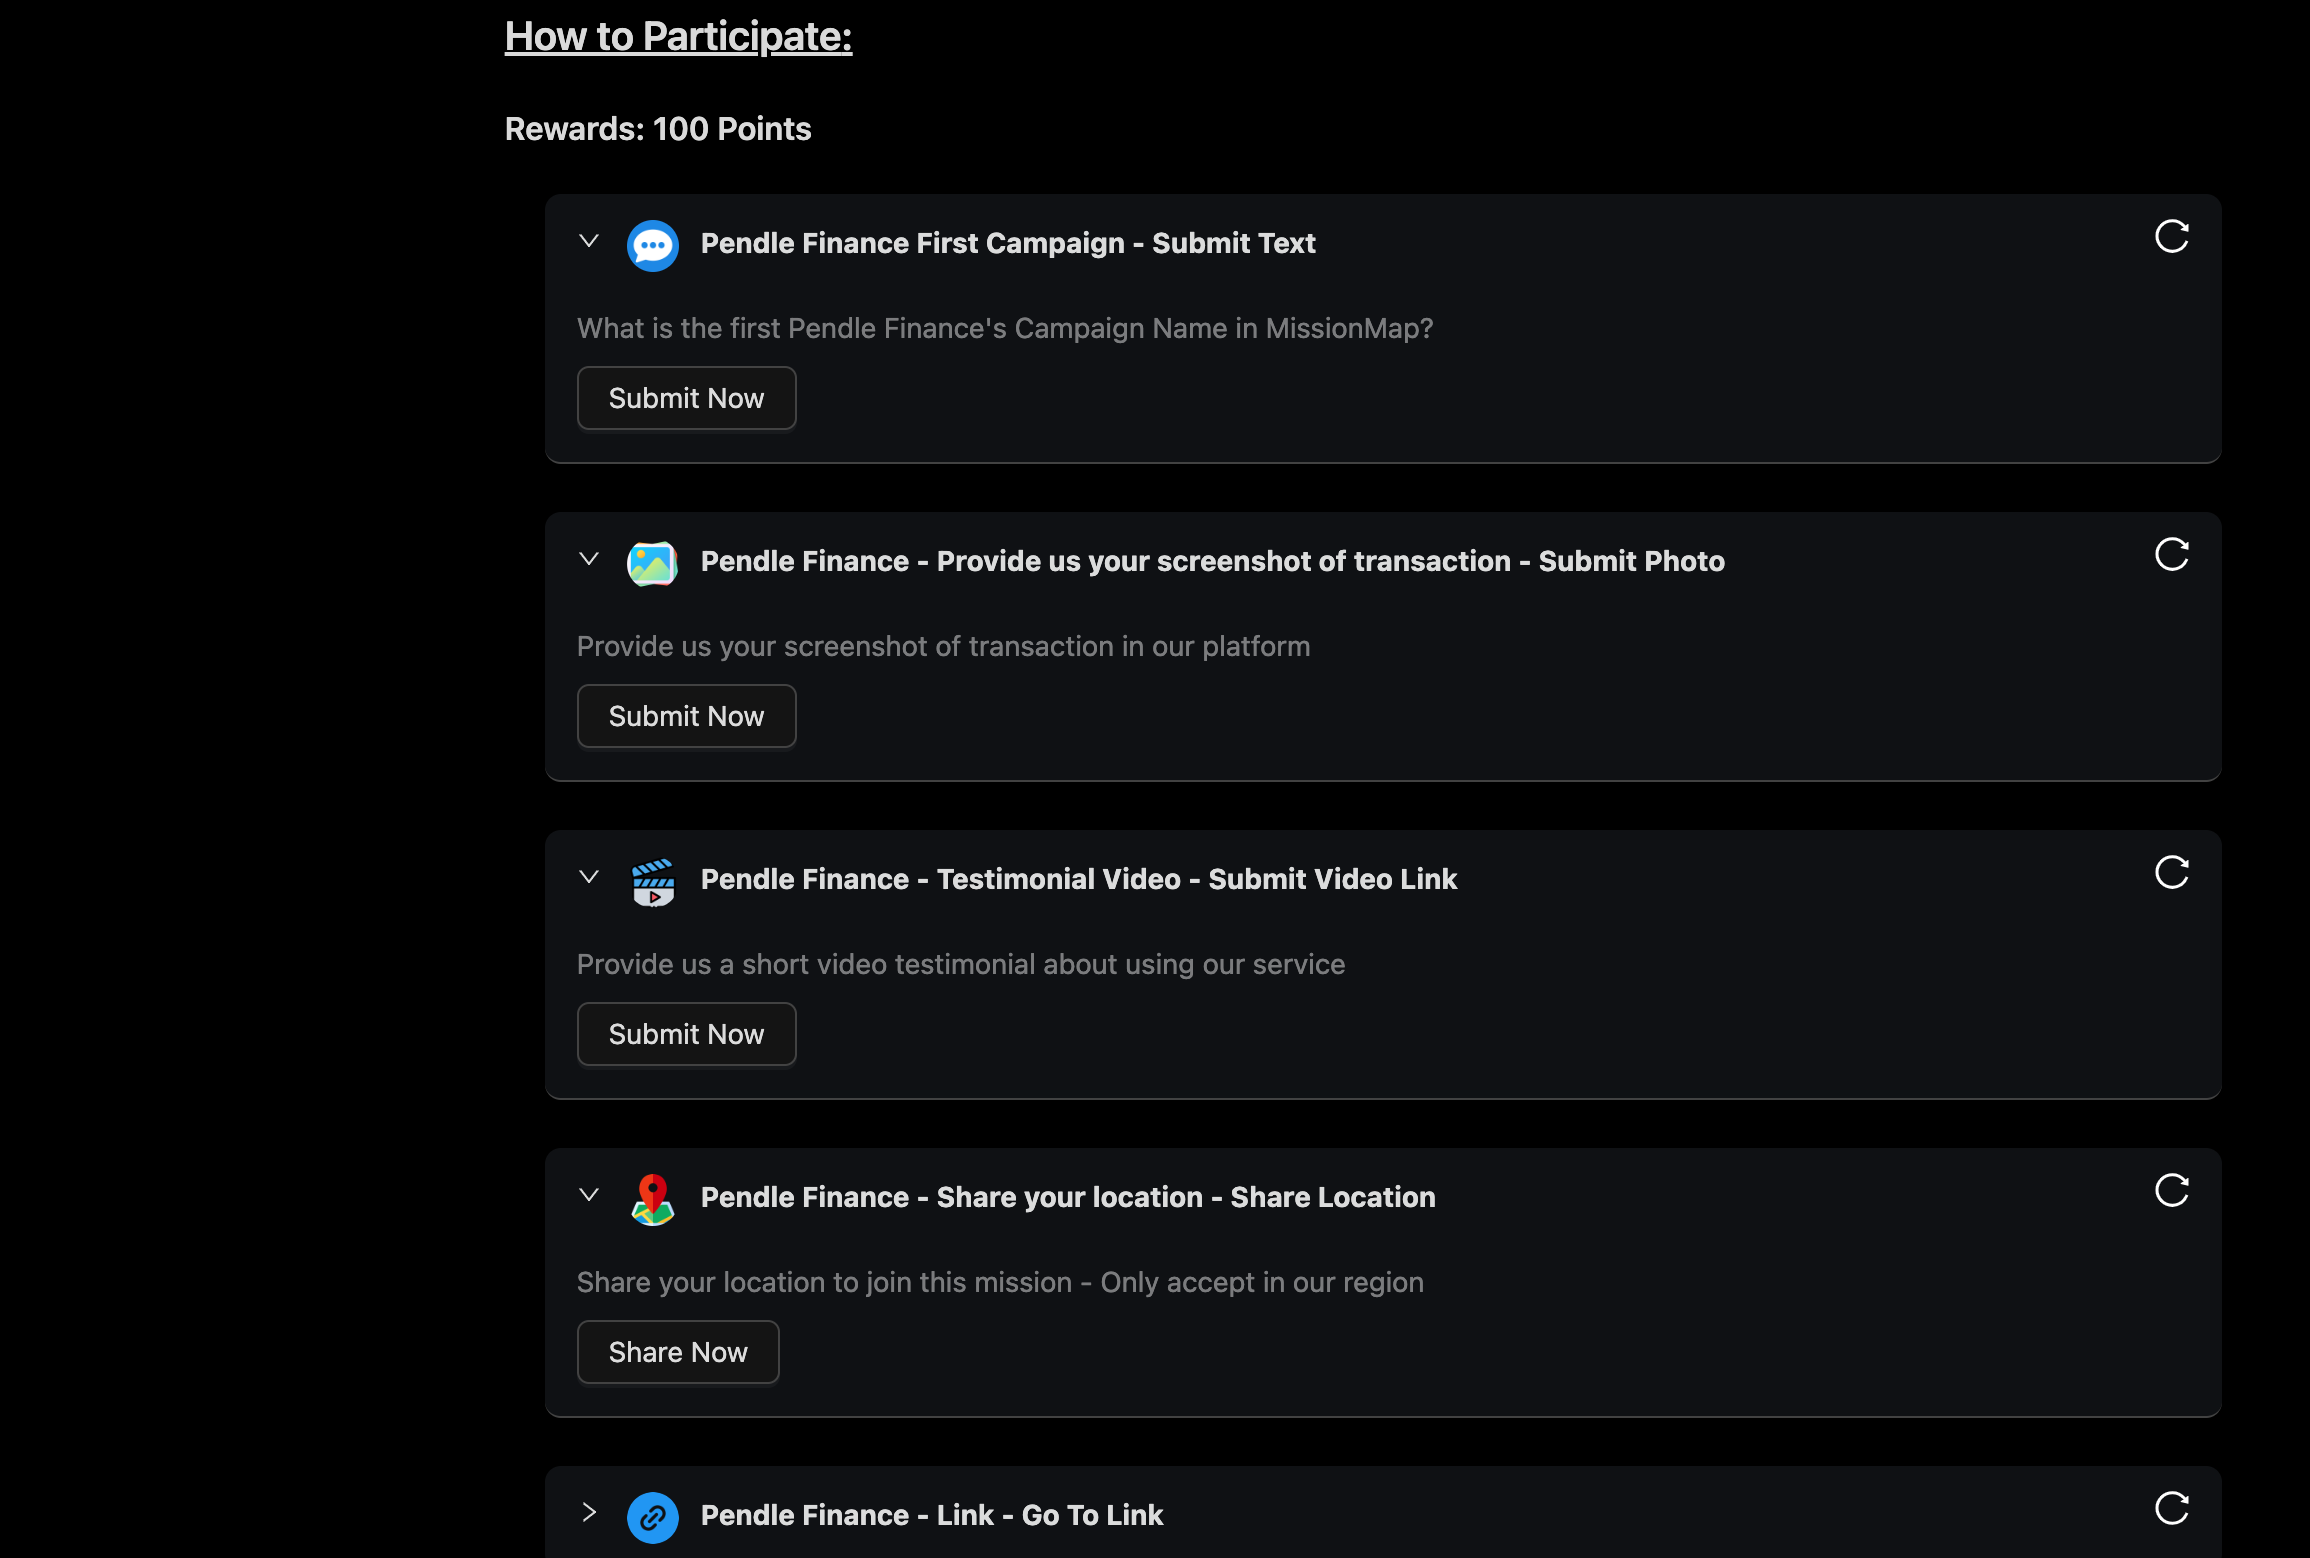 How to Participate:
Rewards: 100 Points
Pendle Finance First Campaign - Submit Text
What is the first Pendle Finance's Campaign Name in MissionMap?
Submit Now
Pendle Finance - Provide us your screenshot of transaction - Submit Photo
Provide us your screenshot of transaction in our platform
Submit Now
Pendle Finance - Testimonial Video - Submit Video Link
Provide us a short video testimonial about using our service
Submit Now
Pendle Finance - Share your location - Share Location
Share your location to join this mission - Only accept in our region
Share Now
Pendle Finance - Link - Go To Link